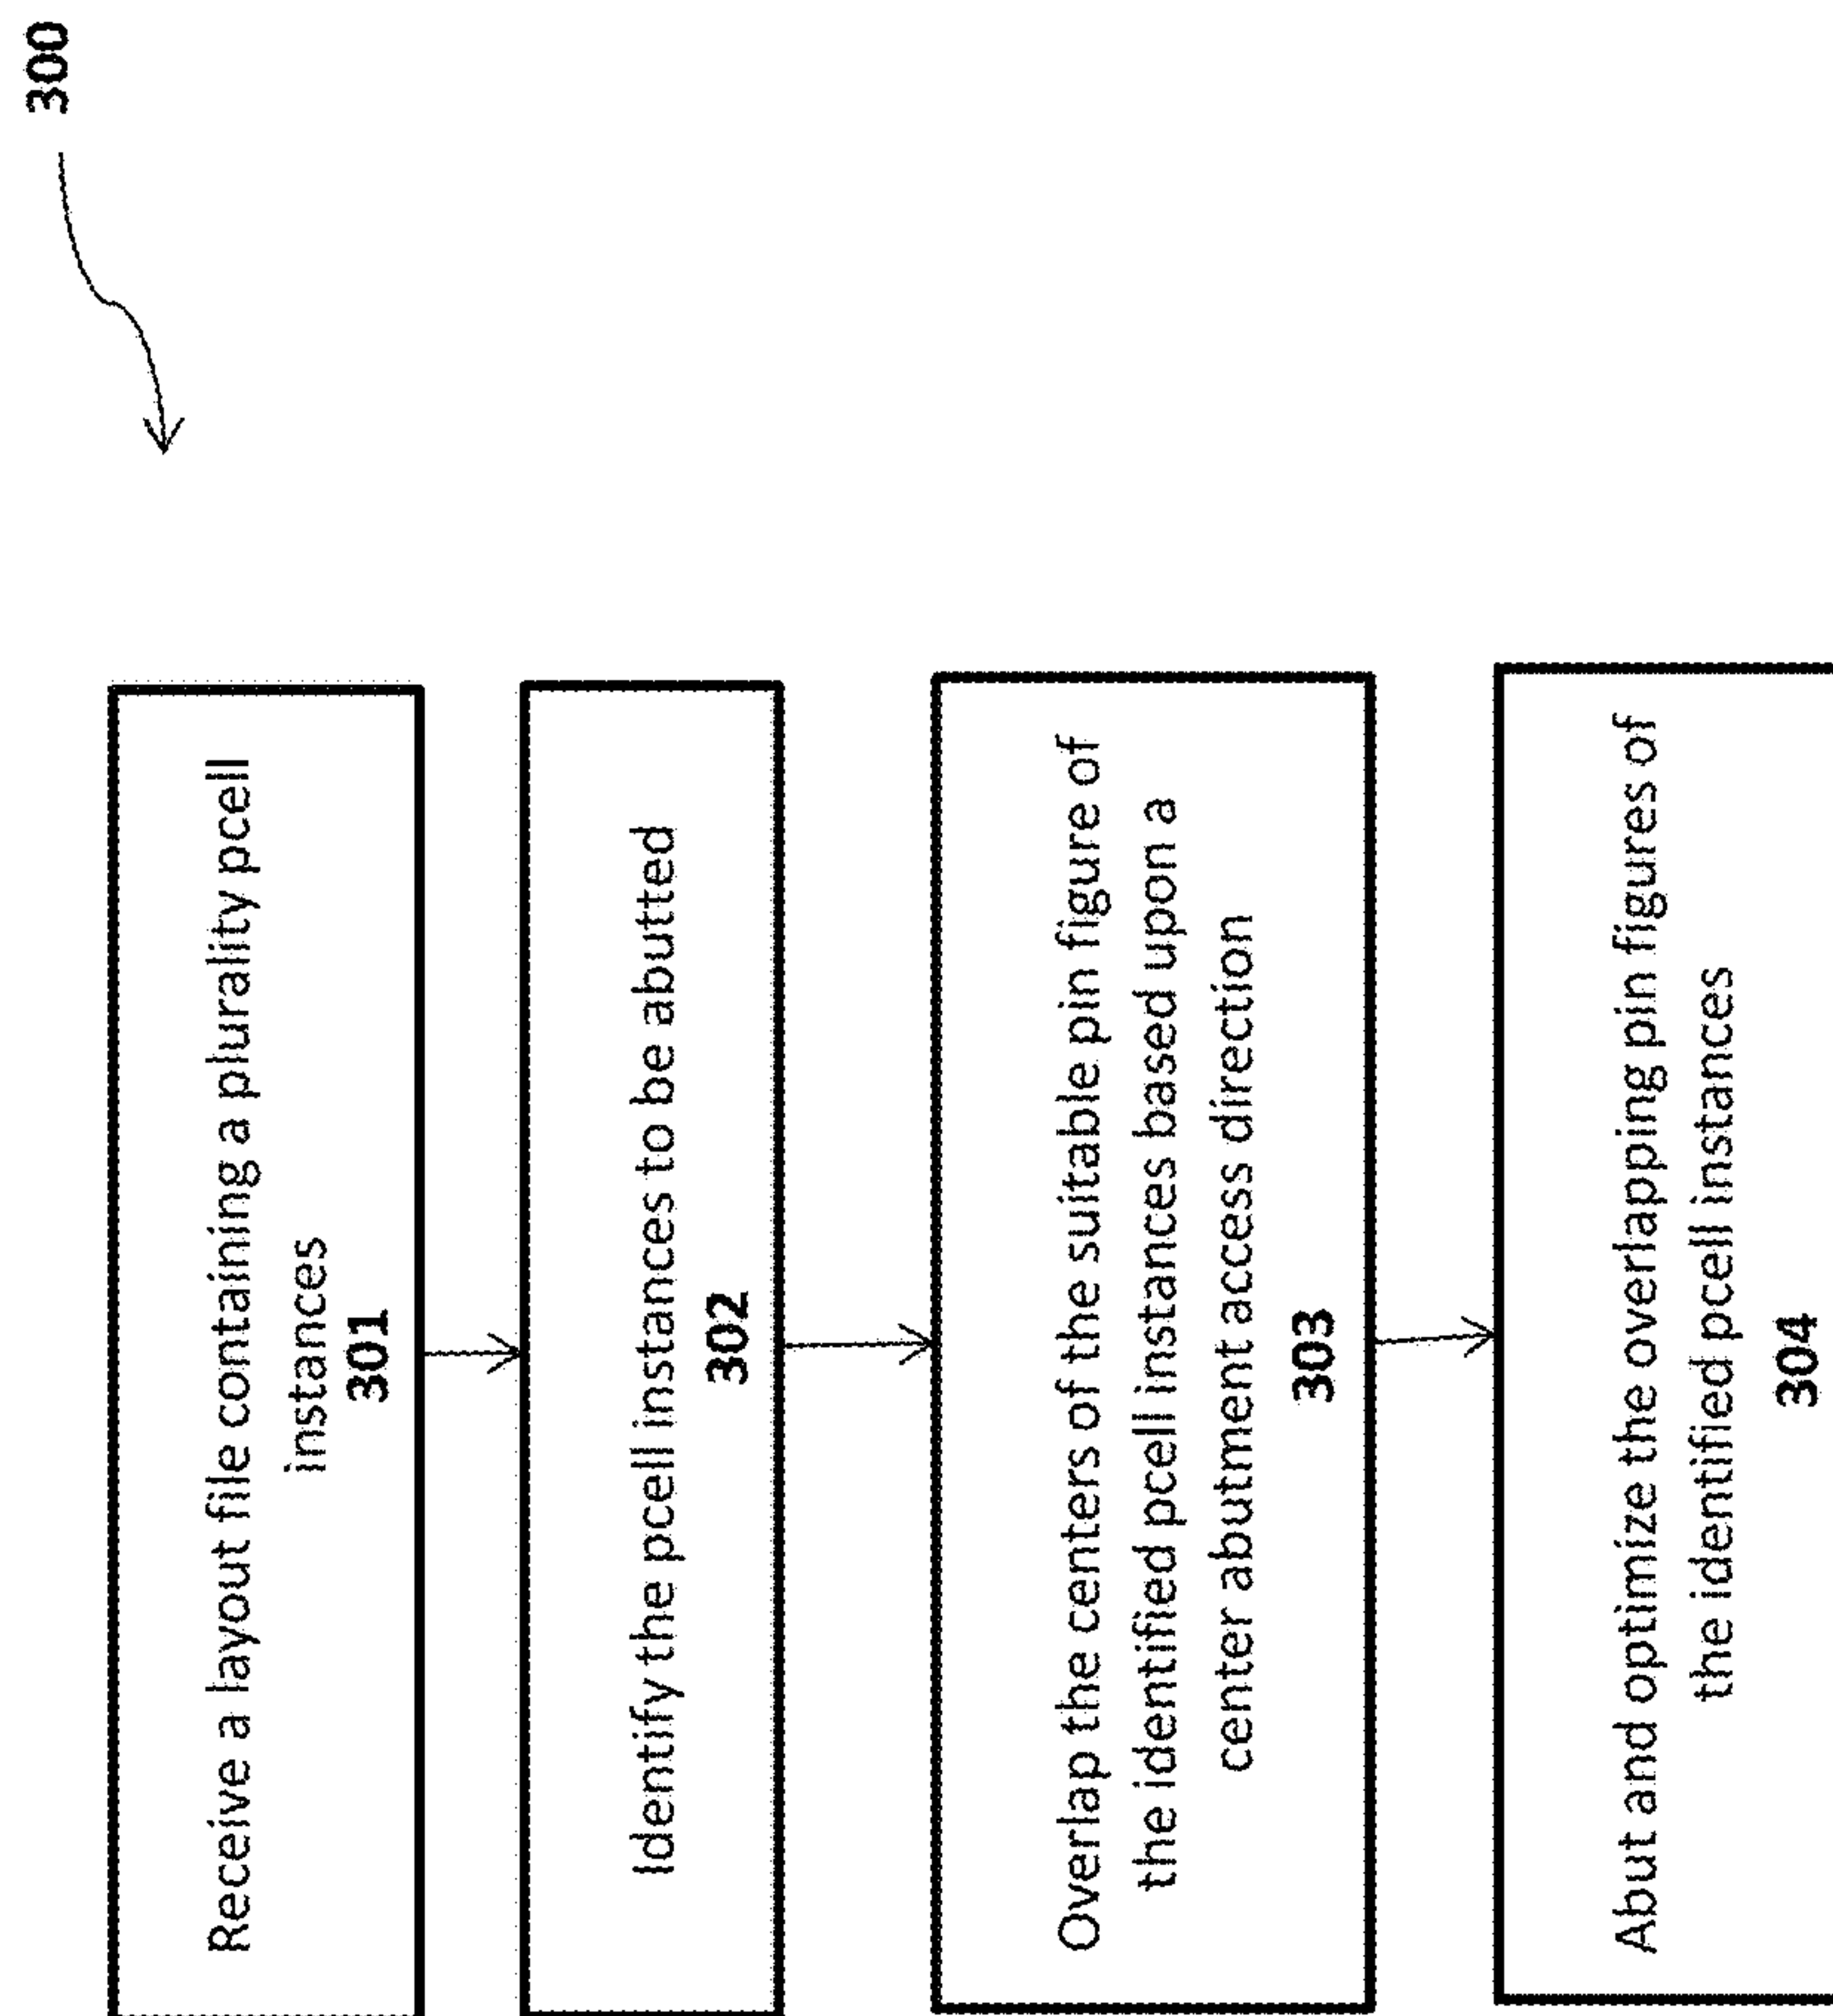 300
Receive a layout file containing a plurality pcell
instances
301
Identify the pcell instances to be abutted
302
Overlap the centers of the suitable pin figure of
the identified pcell instances based upon a
center abutment access direction
303
Abut and optimize the overlapping pin figures of
the identified pcell instances
304